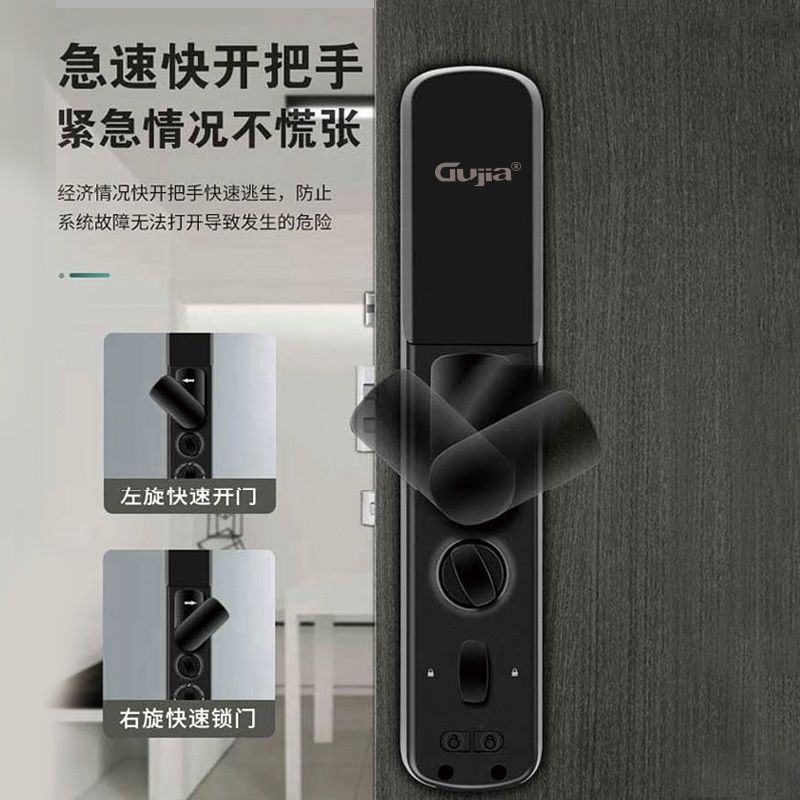 急速快开把手
紧急情况不慌张
经济情况快开把手快速逃生，防止
系统故障无法打开导致发生的危险
Gujia®
左旋快速开门
右旋快速锁门